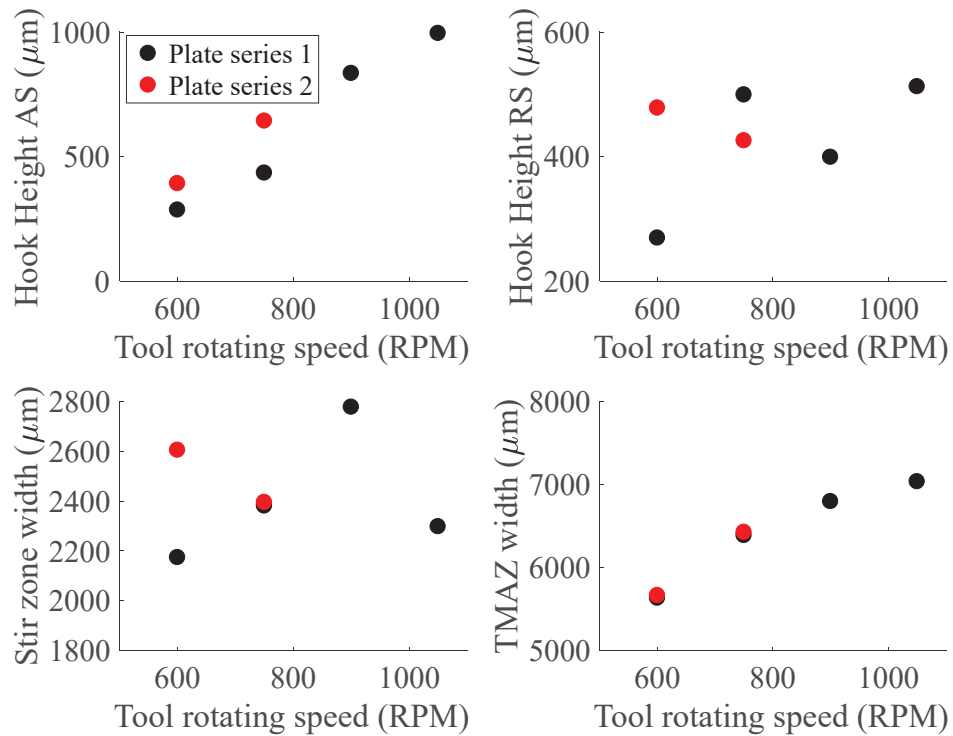 Hook Height AS (μm)
1000
500
0
Plate series 1
Plate series 2
600 800 1000
Tool rotating speed (RPM)
Hook Height RS (μm)
600
400
200
600 800 1000
Tool rotating speed (RPM)
Stir zone width (μm)
2800
2600
2400
2200
2000
1800
600 800 1000
Tool rotating speed (RPM)
TMAZ width (μm)
8000
7000
6000
5000
600 800 1000
Tool rotating speed (RPM)